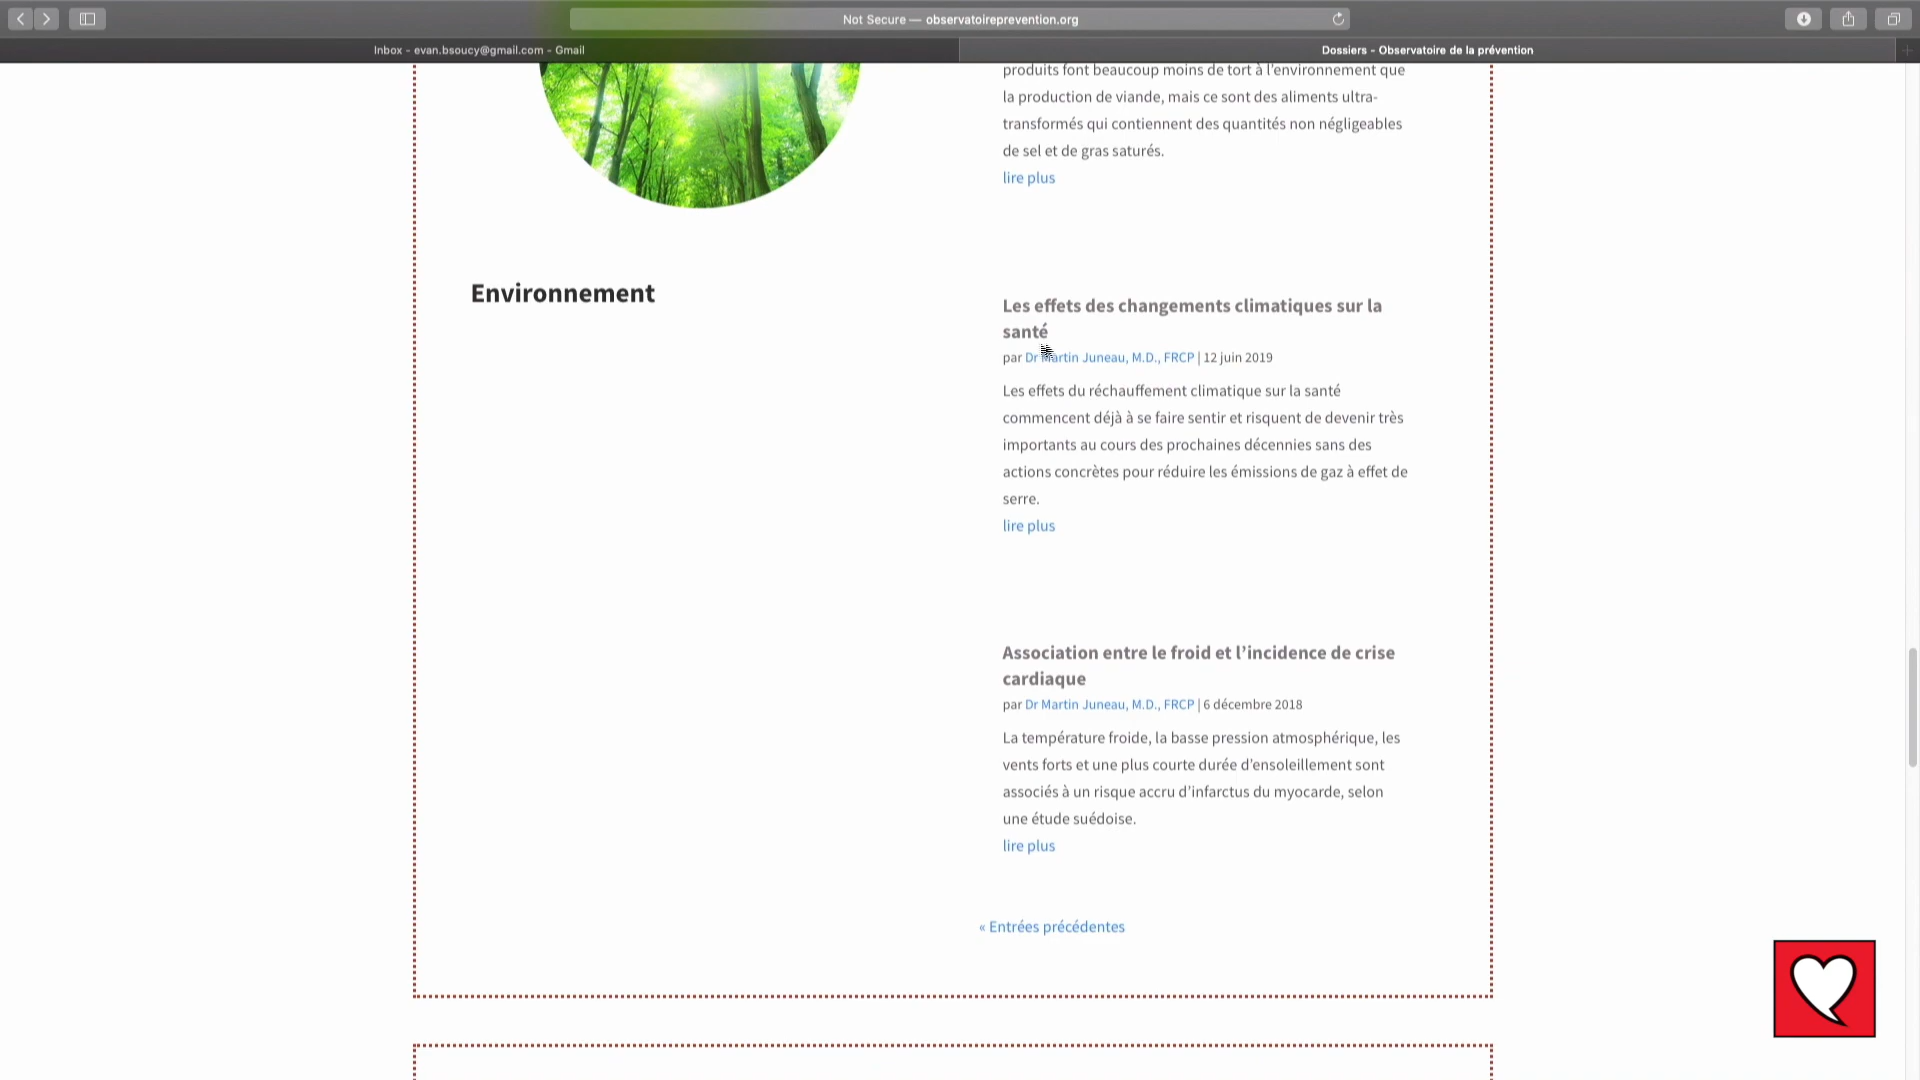 Not Secure — observatoireprevention.org
Inbox - evan.bsoucy@gmail.com - Gmail
Dossiers - Observatoire de la prévention
produits font beaucoup moins de tort à l’environnement que
la production de viande, mais ce sont des aliments ultra-
transformés qui contiennent des quantités non négligeables
de sel et de gras saturés.
lire plus
Environnement
Les effets des changements climatiques sur la
santé
par Dr Martin Juneau, M.D., FRCP | 12 juin 2019
Les effets du réchauffement climatique sur la santé
commencent déjà à se faire sentir et risquent de devenir très
importants au cours des prochaines décennies sans des
actions concrètes pour réduire les émissions de gaz à effet de
serre.
lire plus
Association entre le froid et l’incidence de crise
cardiaque
par Dr Martin Juneau, M.D., FRCP | 6 décembre 2018
La température froide, la basse pression atmosphérique, les
vents forts et une plus courte durée d’ensoleillement sont
associés à un risque accru d’infarctus du myocarde, selon
une étude suédoise.
lire plus
« Entrées précédentes